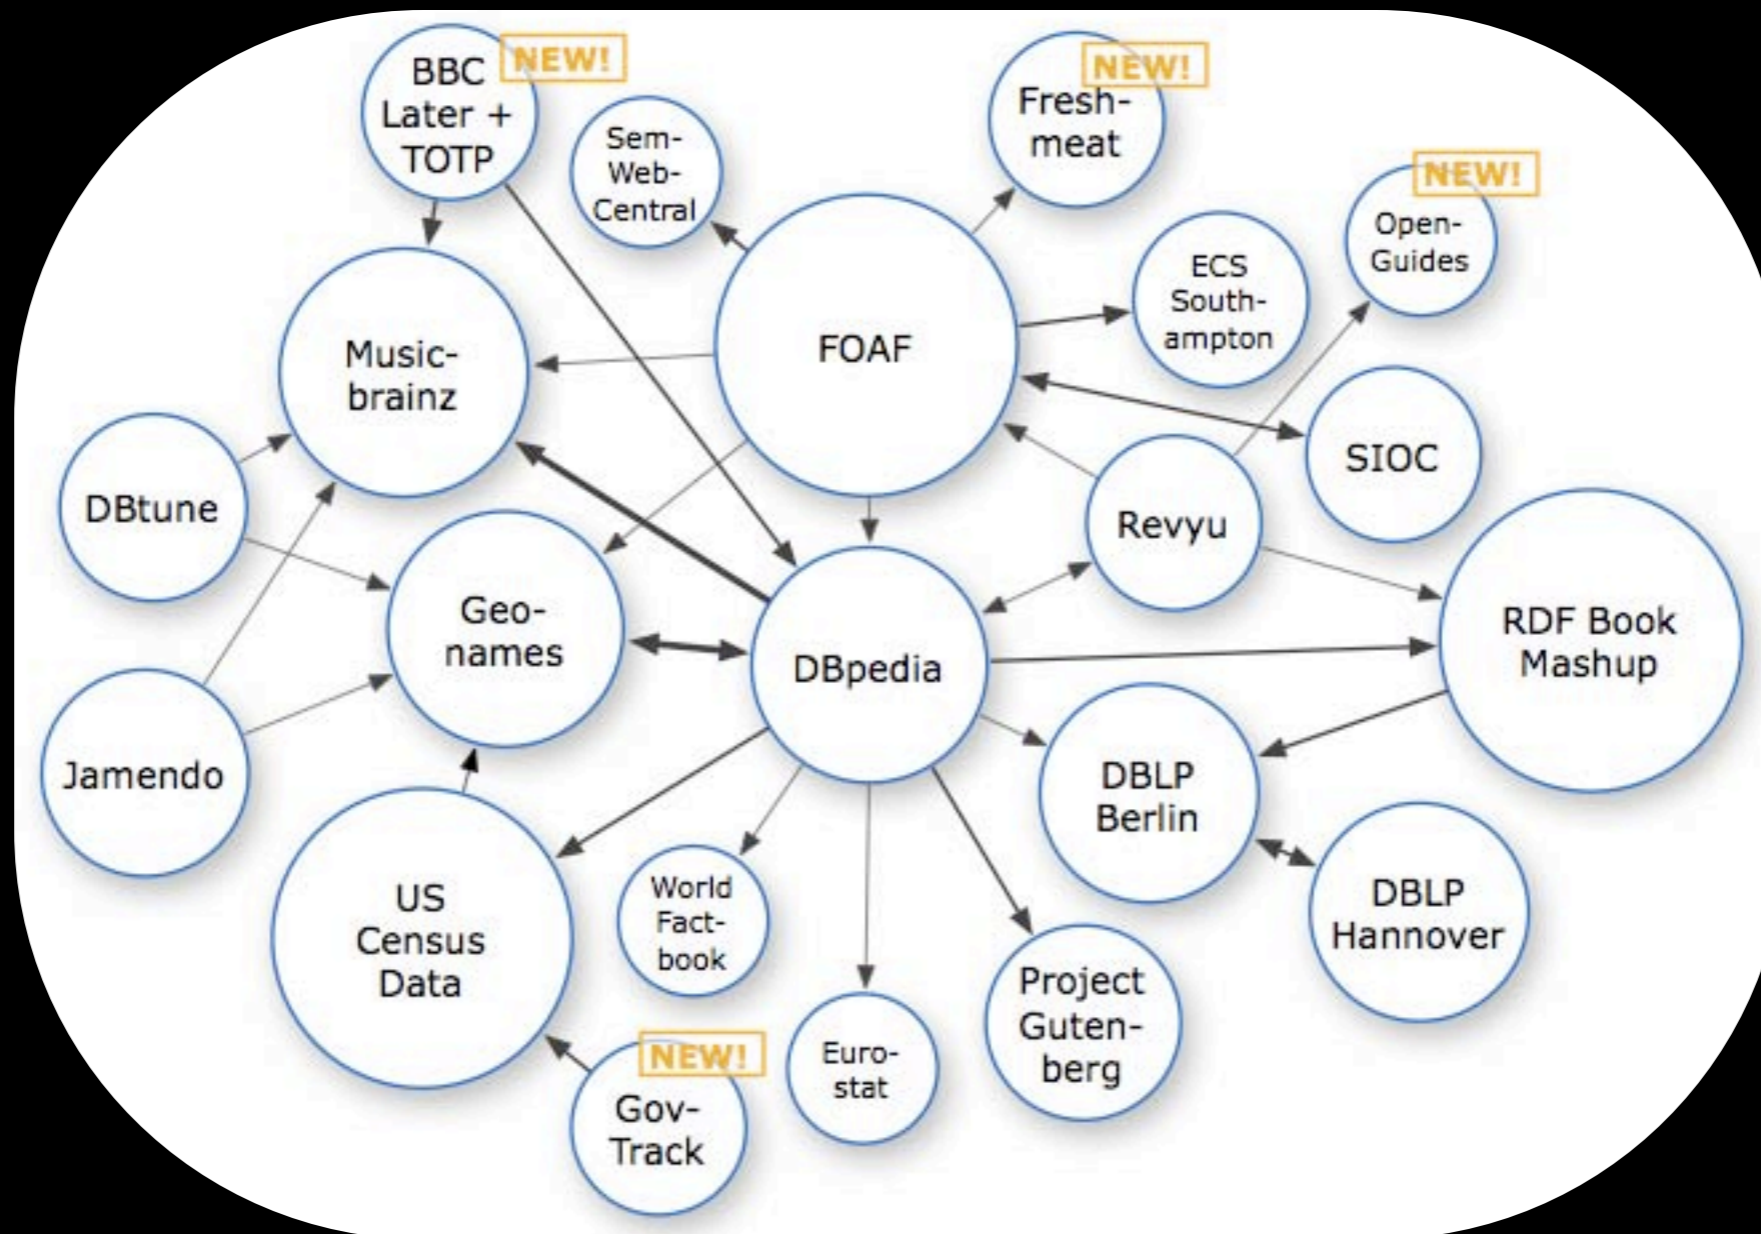 BBC
Later +
TOTP
NEW!
Sem-
Web-
Central
NEW!
Fresh-
meat
NEW!
Open-
Guides
ECS
South-
ampton
FOAF
Music-
brainz
SIOC
DBtune
Revyu
Geo-
names
DBpedia
RDF Book
Mashup
Jamendo
DBLP
Berlin
US
Census
Data
World
Fact-
book
DBLP
Hannover
Project
Guten-
berg
Euro-
stat
NEW!
Gov-
Track